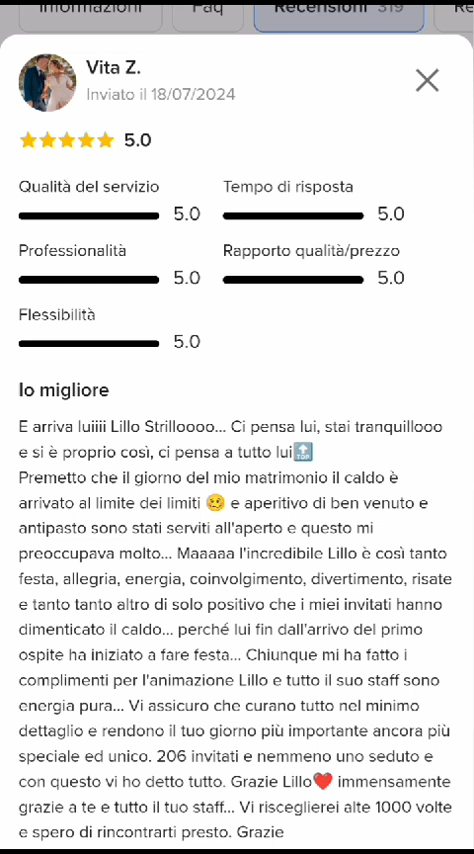 Informazioni
Faq
Recensioni 319
Vita Z.
Inviato il 18/07/2024
5.0
Qualità del servizio
5.0
Tempo di risposta
5.0
Professionalità
5.0
Rapporto qualità/prezzo
5.0
Flessibilità
5.0
lo migliore
E arriva luiiii Lillo Strilloooo... Ci pensa lui, stai tranquillooo
e si è proprio così, ci pensa a tutto lui🔝
Premetto che il giorno del mio matrimonio il caldo è
arrivato al limite dei limiti 🥴 e aperitivo di ben venuto e
antipasto sono stati serviti all'aperto e questo mi
preoccupava molto... Maaaaa l'incredibile Lillo è così tanto
festa, allegria, energia, coinvolgimento, divertimento, risate
e tanto tanto altro di solo positivo che i miei invitati hanno
dimenticato il caldo... perché lui fin dall'arrivo del primo
ospite ha iniziato a fare festa... Chiunque mi ha fatto i
complimenti per l'animazione Lillo e tutto il suo staff sono
energia pura... Vi assicuro che curano tutto nel minimo
dettaglio e rendono il tuo giorno più importante ancora più
speciale ed unico. 206 invitati e nemmeno uno seduto e
con questo vi ho detto tutto. Grazie Lillo❤️ immensamente
grazie a te e tutto il tuo staff... Vi risceglierei alte 1000 volte
e spero di rincontrarti presto. Grazie